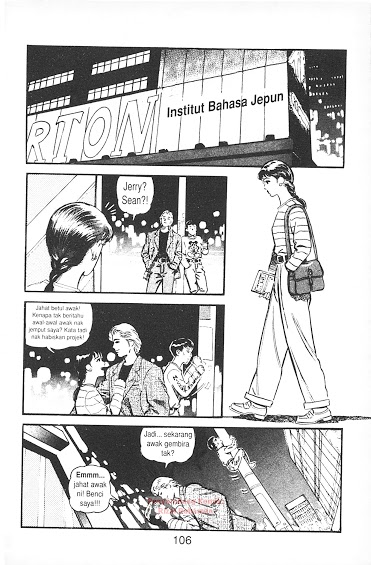 RTON
Institut Bahasa Jepun
Jerry?
Sean?!
Jahat betul awak!
Kenapa tak beritahu
awal awal awak nak
jemput saya? Kata tadi
nak habiskan projek!
Jadi... sekarang
awak gembira
tak?
Emmm...
jahat awak
ni! Benci
saya!!!
106